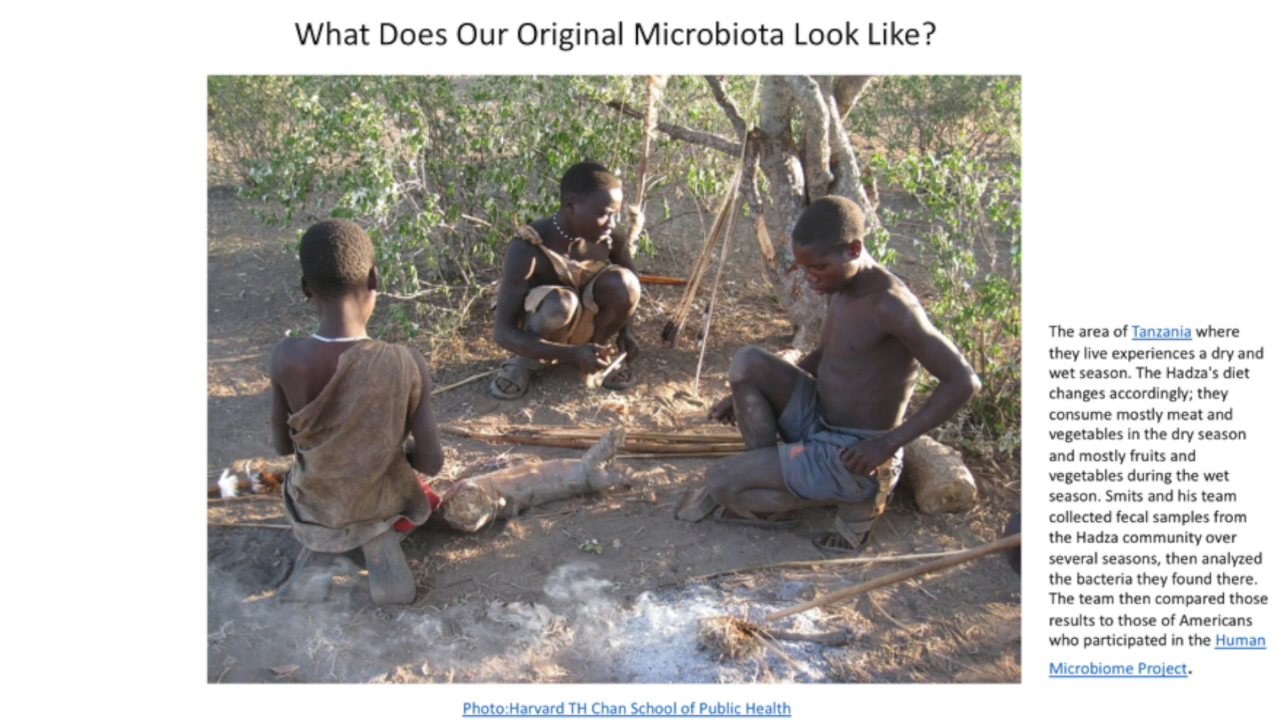 What Does Our Original Microbiota Look Like?
The area of Tanzania where
they live experiences a dry and
wet season. The Hadza's diet
changes accordingly; they
consume mostly meat and
vegetables in the dry season
and mostly fruits and
vegetables during the wet
season. Smits and his team
collected fecal samples from
the Hadza community over
several seasons, then analyzed
the bacteria they found there.
The team then compared those
results to those of Americans
who participated in the Human
Microbiome Project.
Photo:Harvard TH Chan School of Public Health